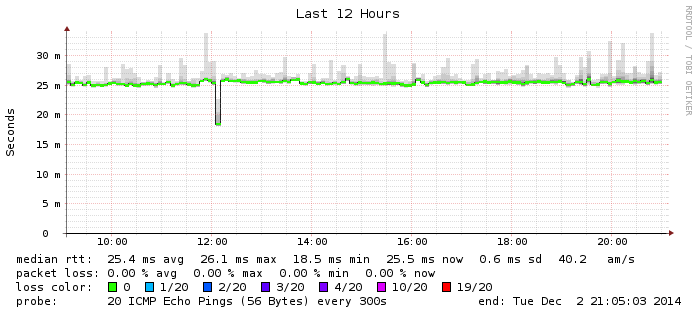 Last 12 Hours
RRDTOOL / TOBI OETIKER
Seconds
30 m
25 m
20 m
15 m
10 m
5 m
0
10:00 12:00 14:00 16:00 18:00 20:00
median rtt: 25.4 ms avg 26.1 ms max 18.5 ms min 25.5 ms now 0.6 ms sd 40.2 am/s
packet loss: 0.00 % avg 0.00 % max 0.00 % min 0.00 % now
loss color: 0 1/20 2/20 3/20 4/20 10/20 19/20
probe: 20 ICMP Echo Pings (56 Bytes) every 300s end: Tue Dec 2 21:05:03 2014